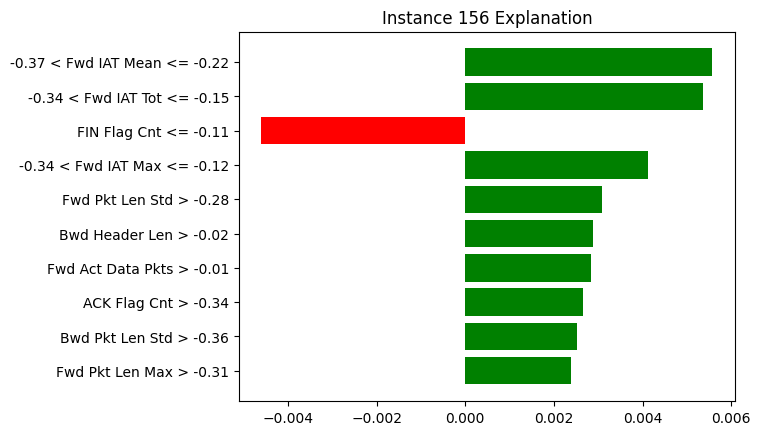 Instance 156 Explanation
-0.37 < Fwd IAT Mean <= -0.22
-0.34 < Fwd IAT Tot <= -0.15
FIN Flag Cnt <= -0.11
-0.34 < Fwd IAT Max <= -0.12
Fwd Pkt Len Std > -0.28
Bwd Header Len > -0.02
Fwd Act Data Pkts > -0.01
ACK Flag Cnt > -0.34
Bwd Pkt Len Std > -0.36
Fwd Pkt Len Max > -0.31
−0.004 −0.002 0.000 0.002 0.004 0.006